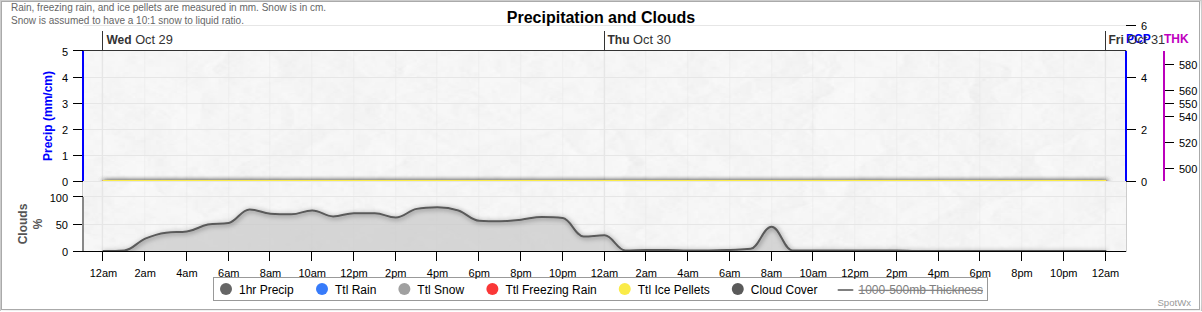 Rain, freezing rain, and ice pellets are measured in mm. Snow is in cm.
Snow is assumed to have a 10:1 snow to liquid ratio.
Precipitation and Clouds
Wed Oct 29
Thu Oct 30
Fri Oct 31
PCP
THK
Precip (mm/cm)
5
4
3
2
1
0
6
4
2
0
580
560
550
540
520
500
Clouds
%
100
50
0
12am 2am 4am 6am 8am 10am 12pm 2pm 4pm 6pm 8pm 10pm 12am 2am 4am 6am 8am 10am 12pm 2pm 4pm 6pm 8pm 10pm 12am
1hr Precip Ttl Rain Ttl Snow Ttl Freezing Rain Ttl Ice Pellets Cloud Cover 1000-500mb Thickness
SpotWx